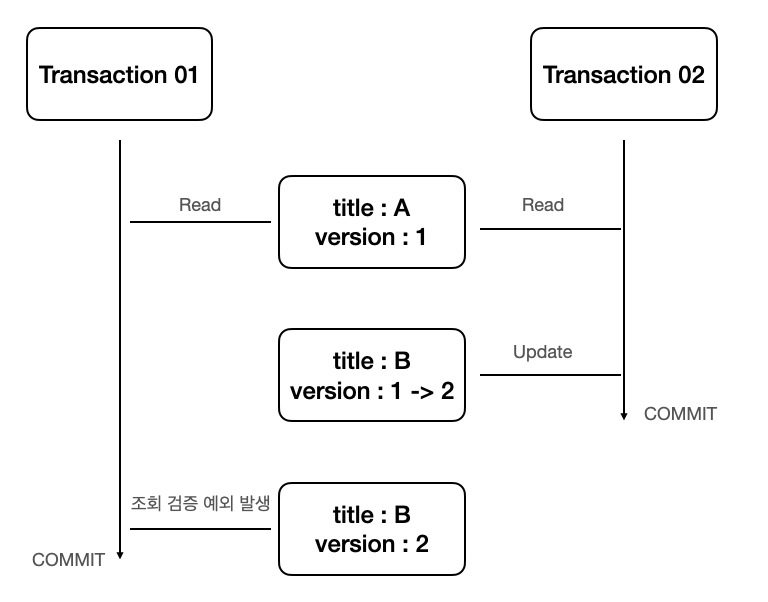 Transaction 01
Transaction 02
Read
title : A
version : 1
Read
title : B
version : 1 -> 2
Update
COMMIT
조회 검증 예외 발생
title : B
version : 2
COMMIT